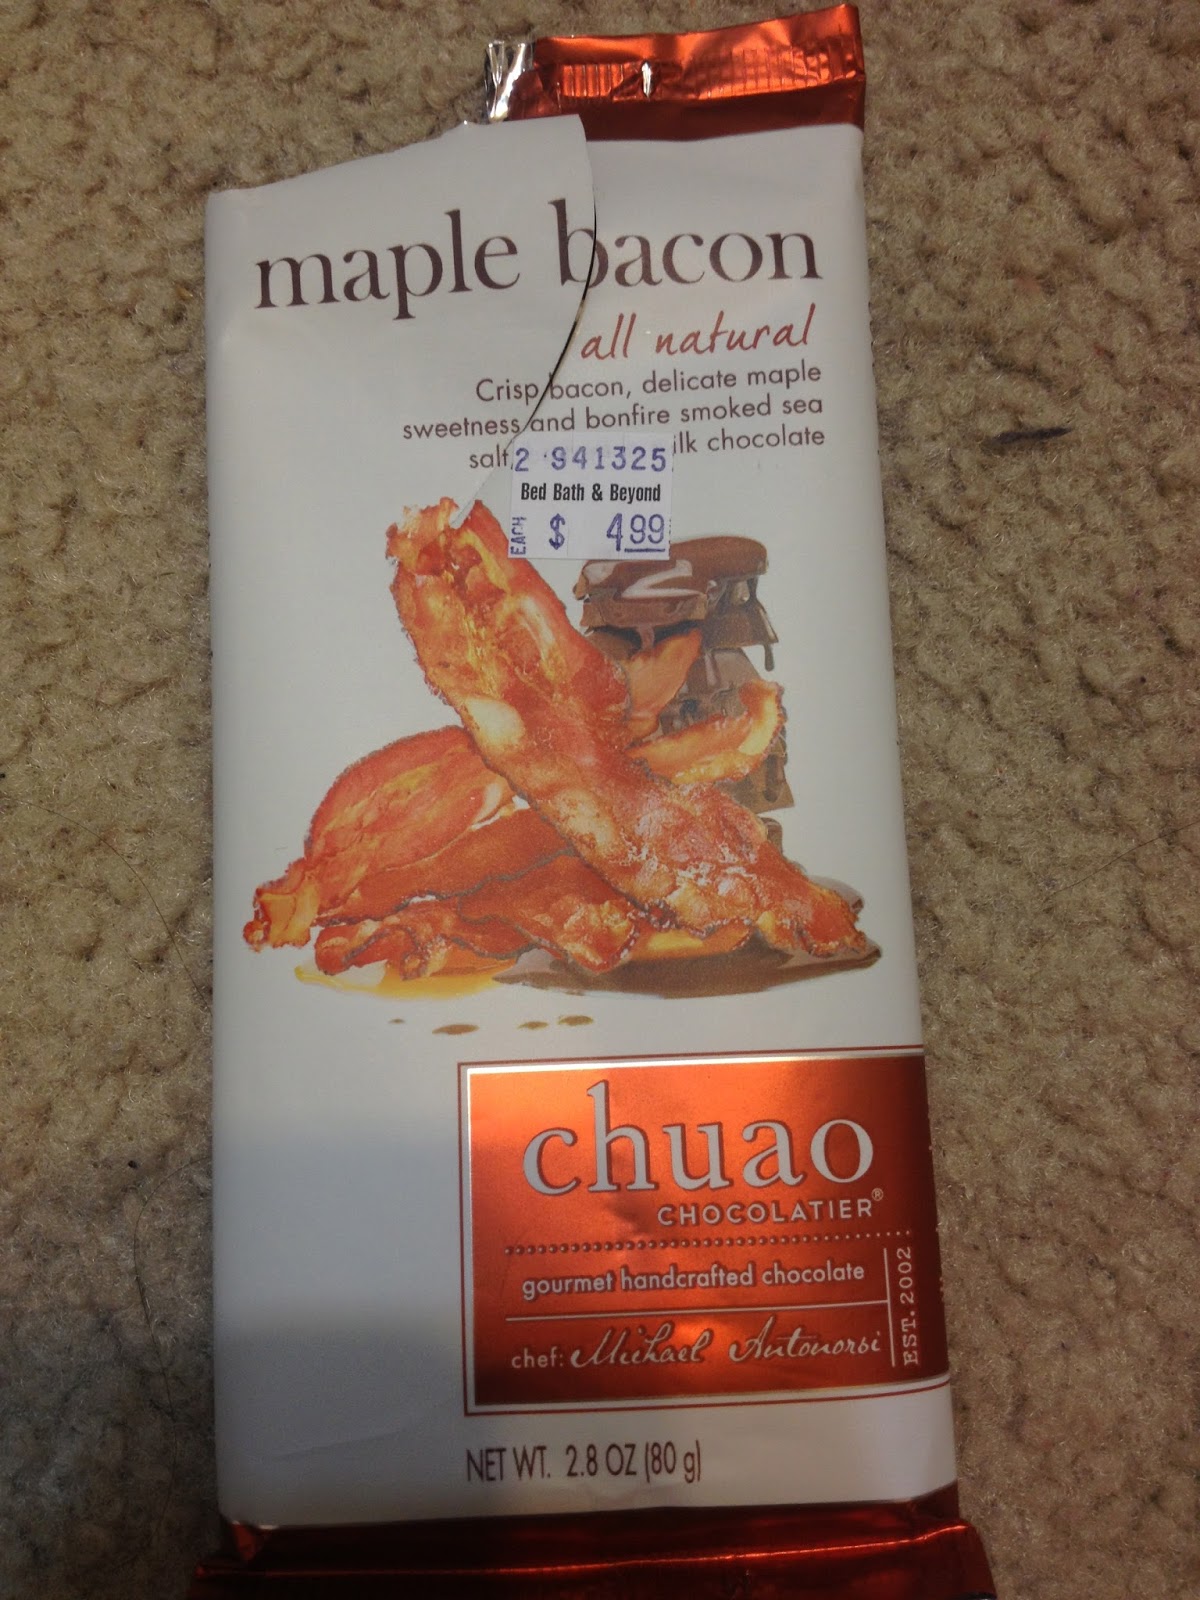 maple bacon
all natural
Crisp bacon, delicate maple
sweetness and bonfire smoked sea
salt ilk chocolate
2 941325
Bed Bath & Beyond
EACH $ 4.99
chuao
CHOCOLATIER®
gourmet handcrafted chocolate
chef: Michael Antonorsi
EST. 2002
NET WT. 2.8 OZ (80 g)